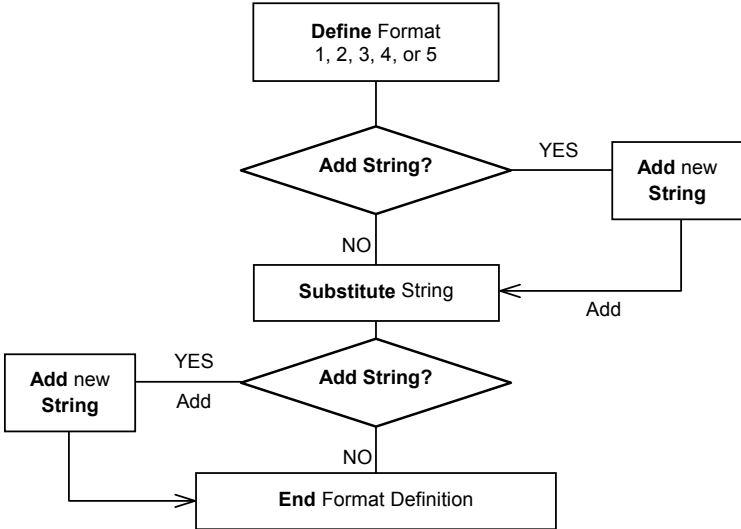 Define Format
1, 2, 3, 4, or 5
Add String?
YES
Add new
String
NO
Substitute String
Add
YES
Add String?
Add new
String
Add
NO
End Format Definition